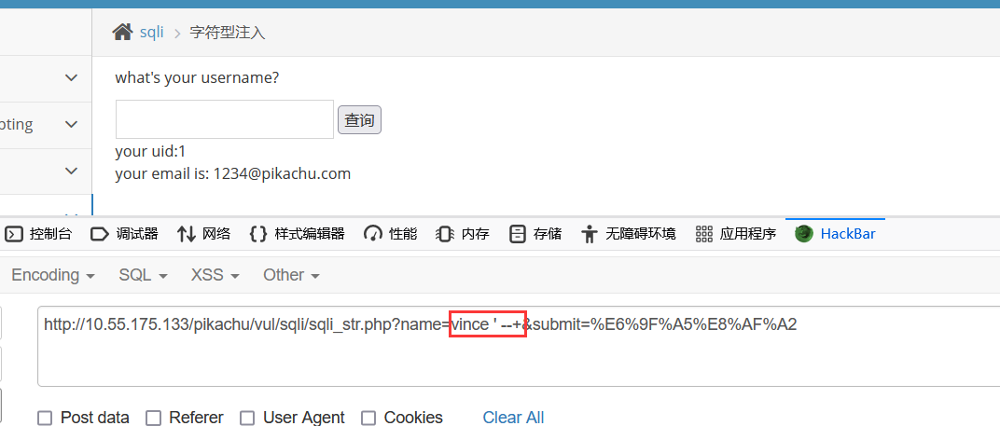 sqli > 字符型注入
what's your username?
pting
查询
your uid:1
your email is: 1234@pikachu.com
控制台 调试器 网络 样式编辑器 性能 内存 存储 无障碍环境 应用程序 HackBar
Encoding SQL XSS Other
http://10.55.175.133/pikachu/vul/sqli/sqli_str.php?name=vince ' --+&submit=%E6%9F%A5%E8%AF%A2
Post data Referer User Agent Cookies Clear All